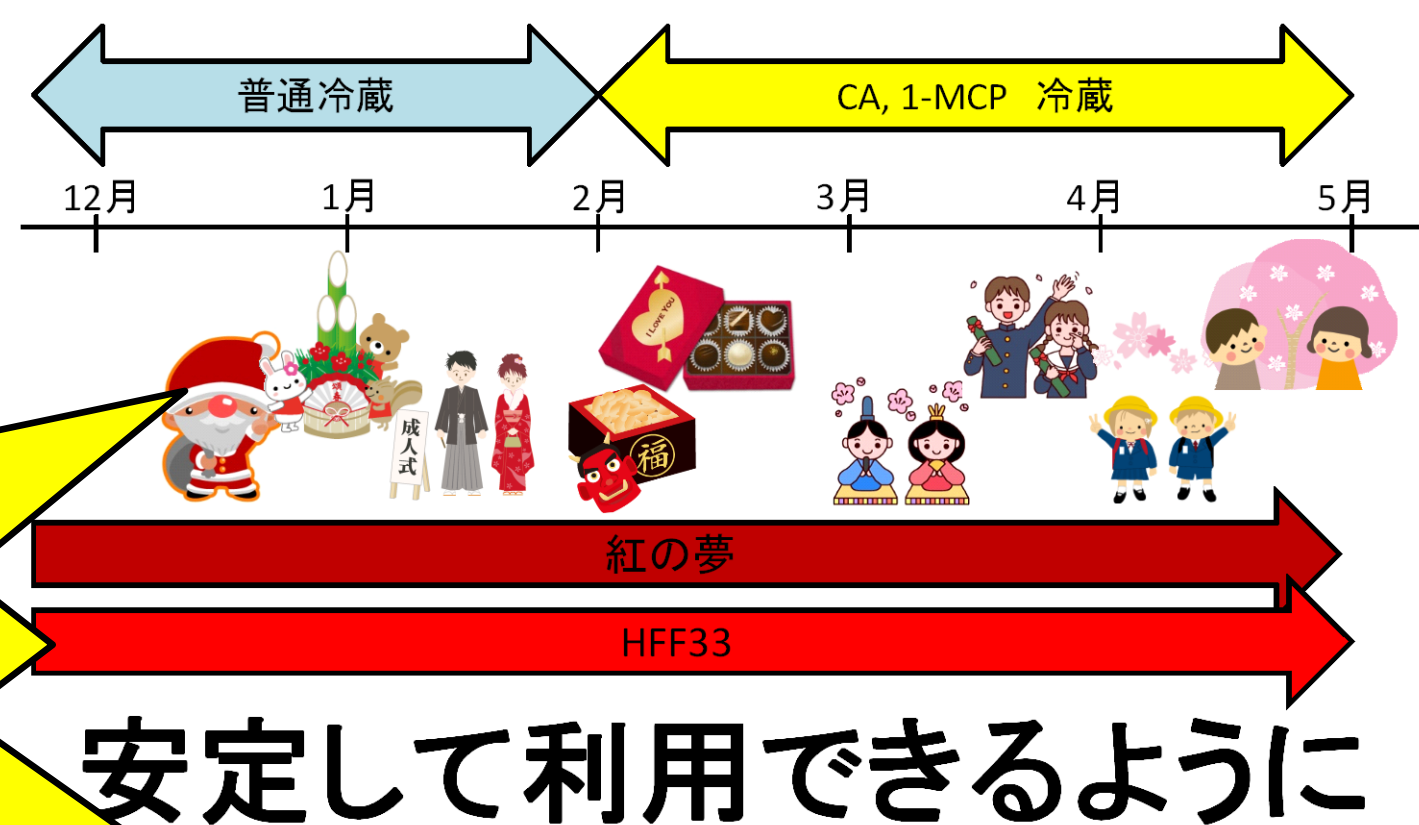 普通冷蔵
CA, 1-MCP 冷蔵
12月
1月
2月
3月
4月
5月
I LOVE YOU
成人式
福
紅の夢
HFF33
安定して利用できるように